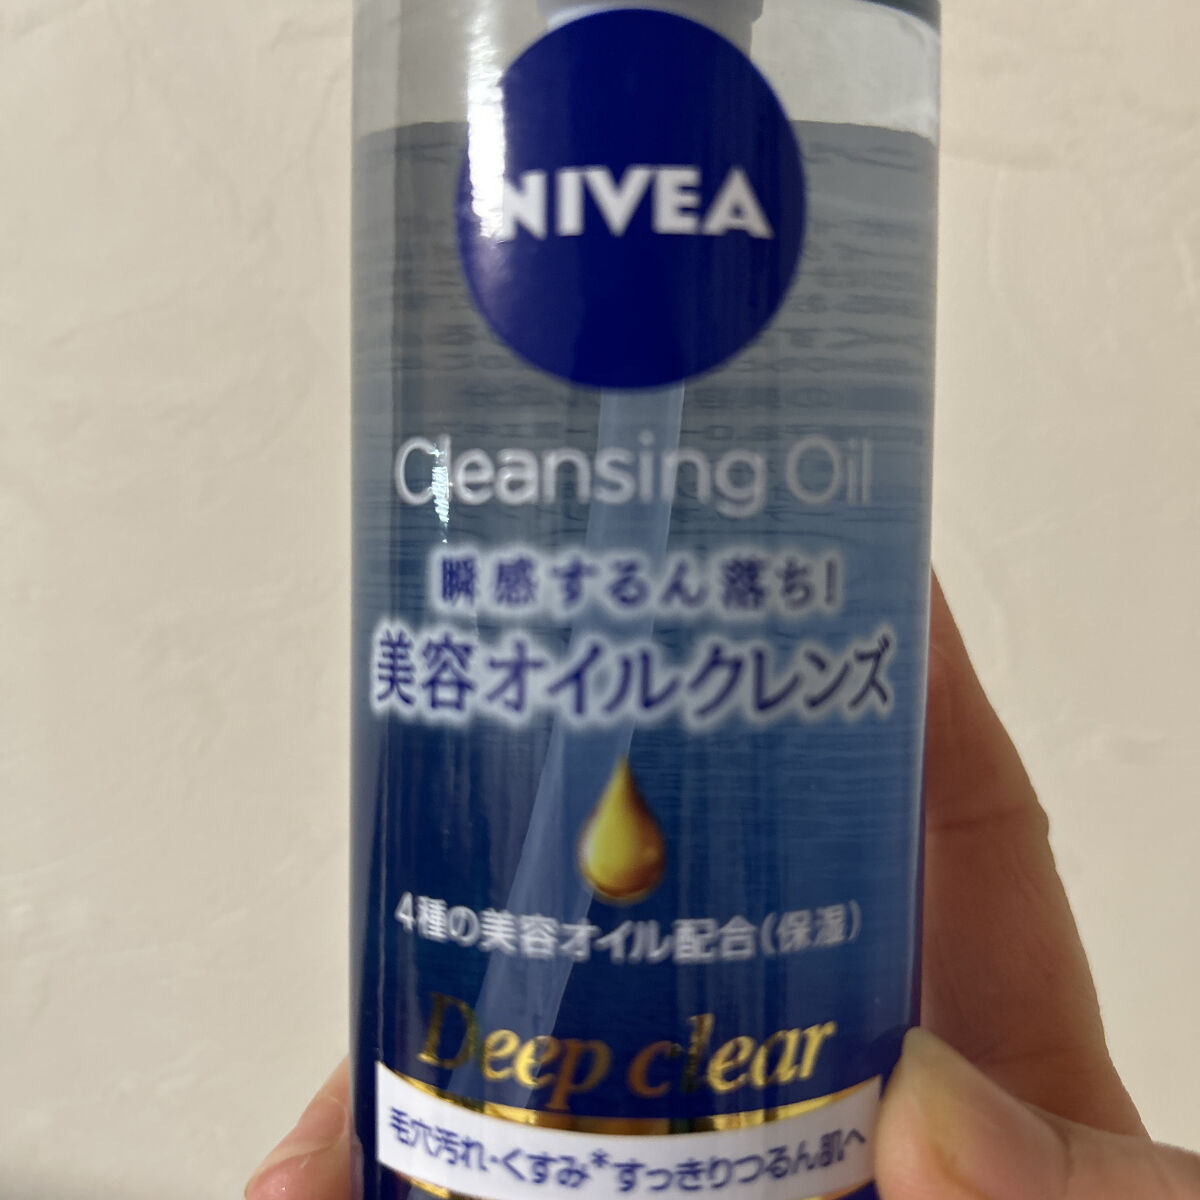 NIVEA
Cleansing Oil
瞬感するん落ち!
美容オイルクレンズ
4種の美容オイル配合(保湿)
Deep clear
毛穴汚れ・くすみ*すっきりつるん肌へ